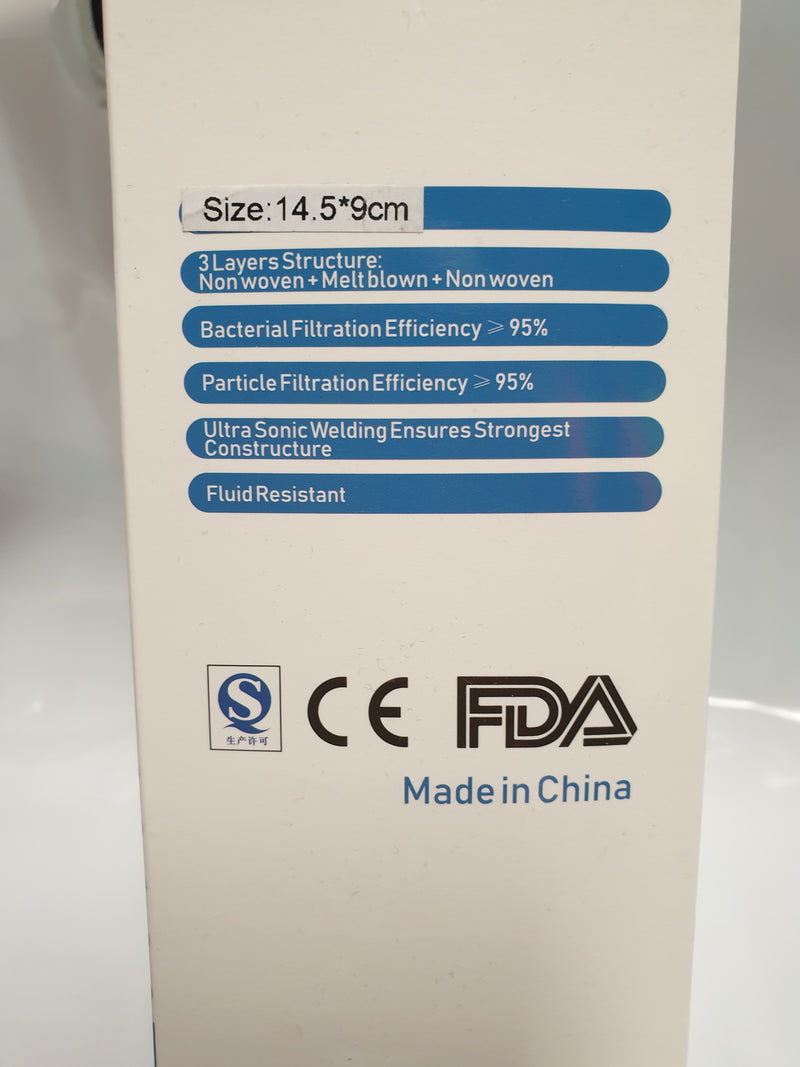 Size:14.5*9cm
3 Layers Structure:
Non woven + Melt blown + Non woven
Bacterial Filtration Efficiency ⩾ 95%
Particle Filtration Efficiency ⩾ 95%
Ultra Sonic Welding Ensures Strongest
Constructure
Fluid Resistant
QS
生产许可
CE FDA
Made in China